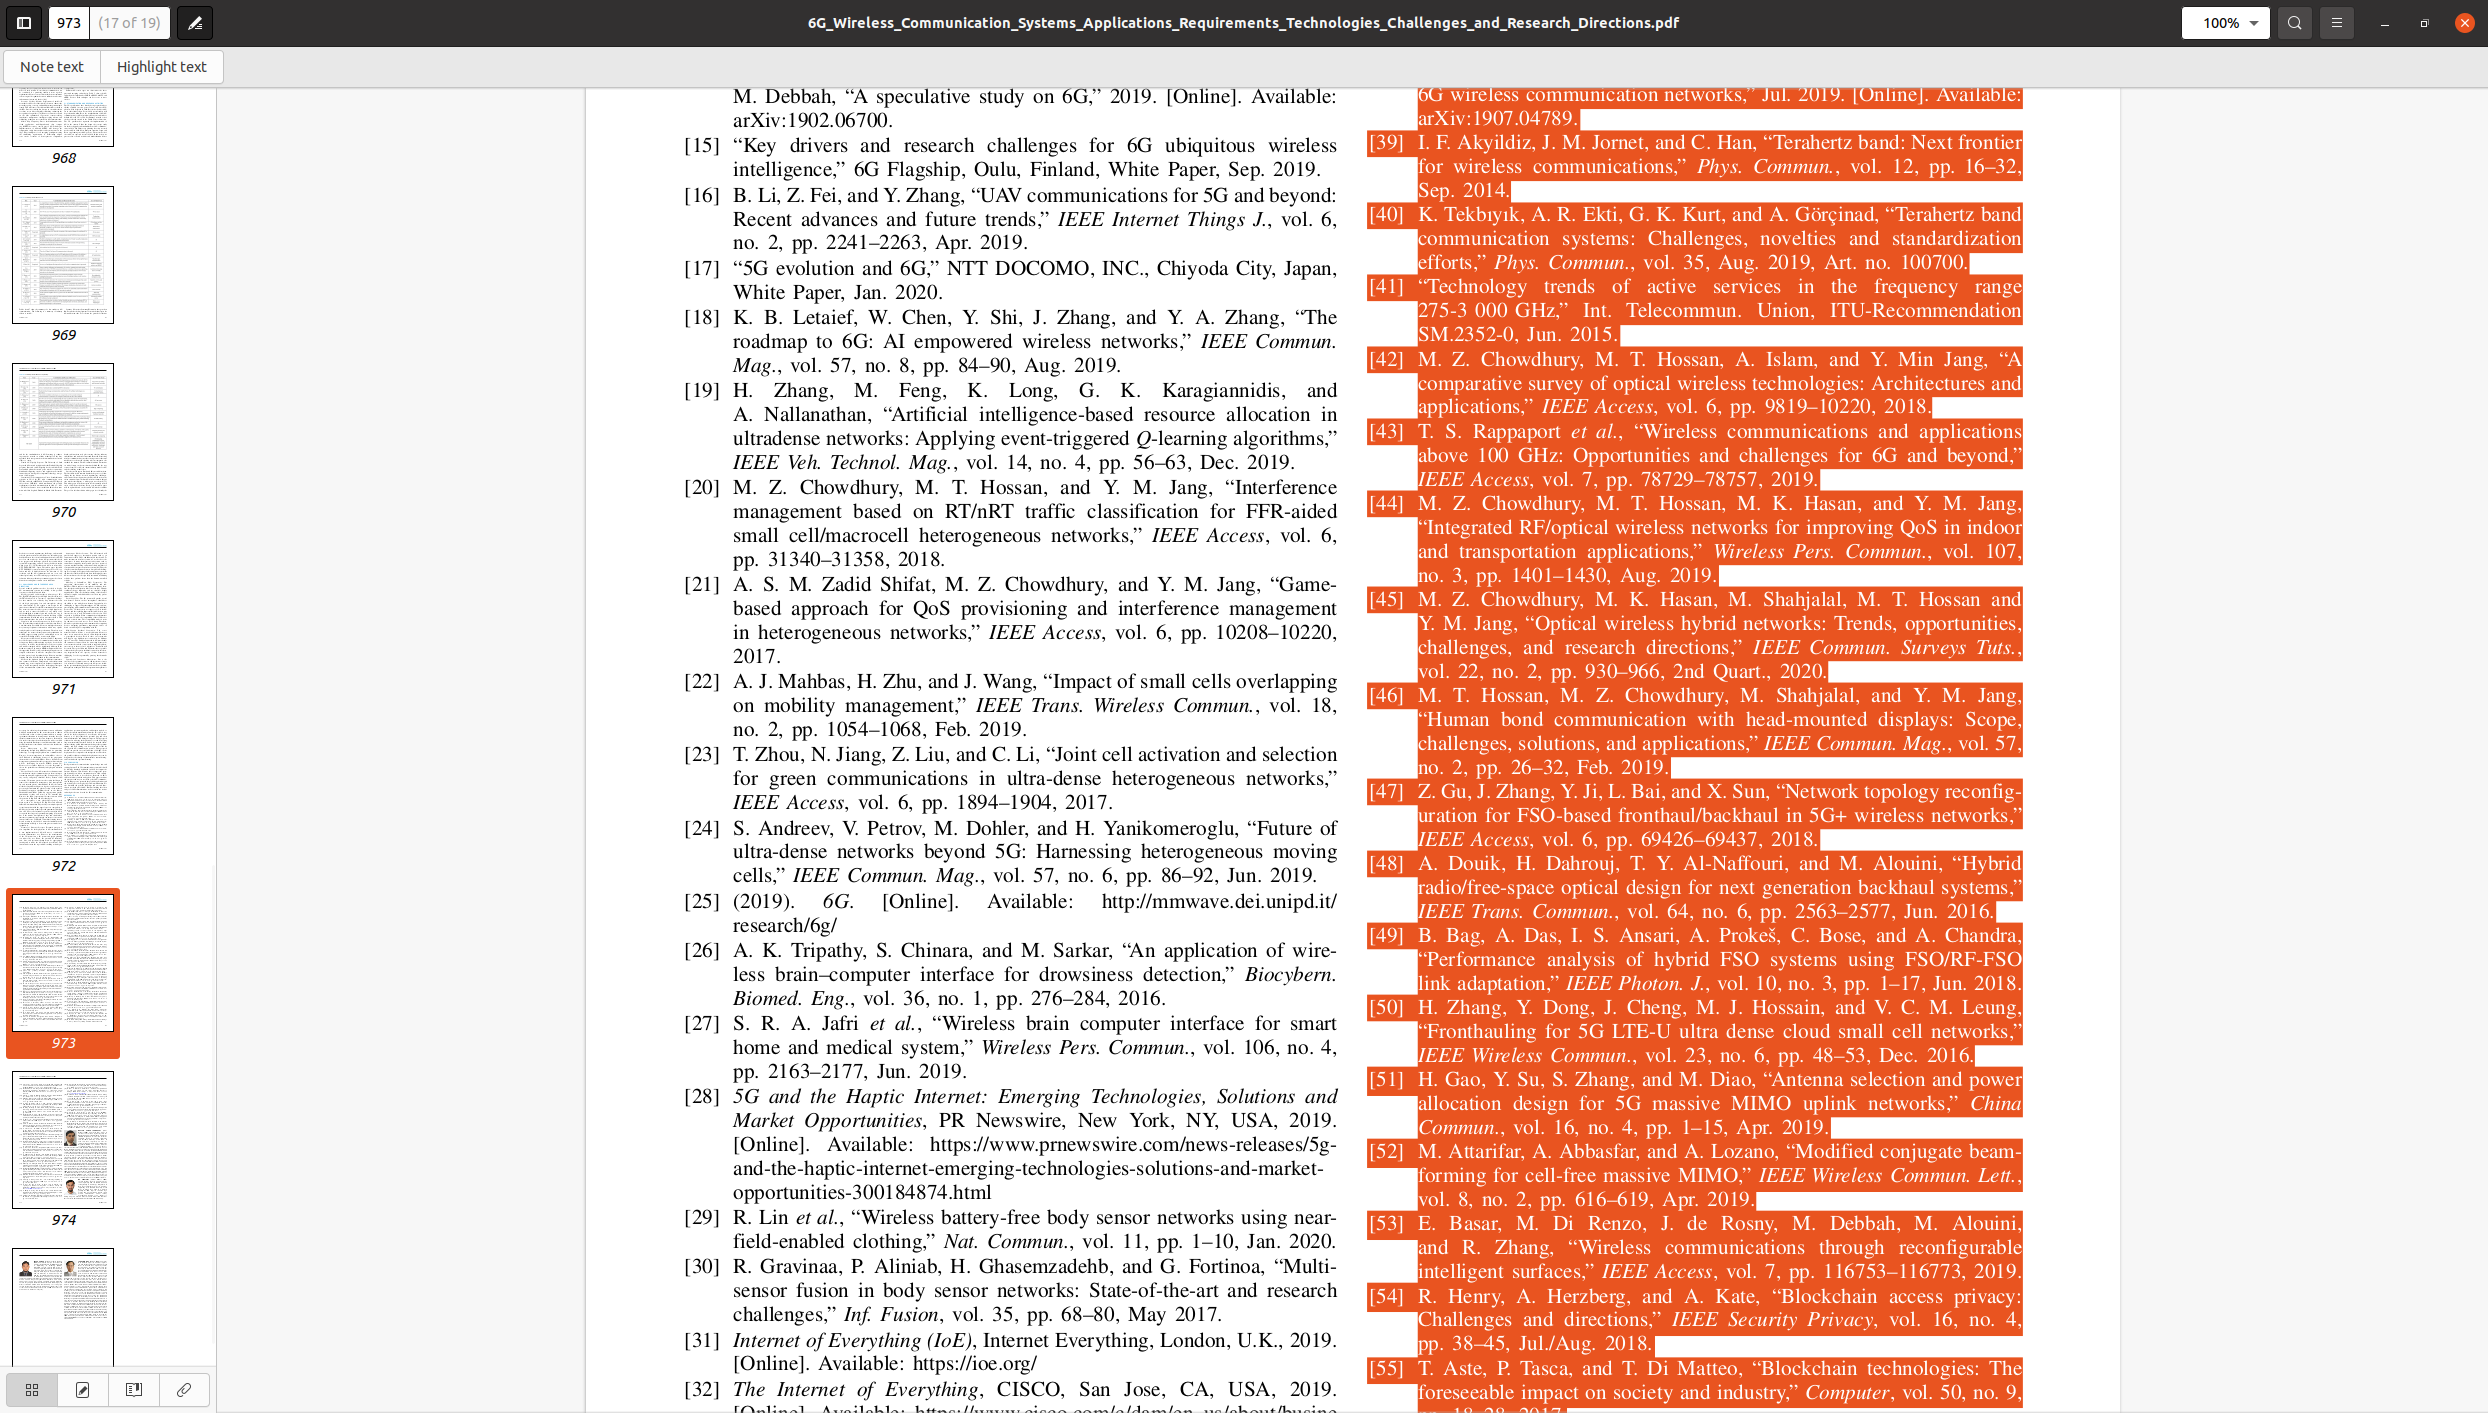 973
(17 of 19)
6G_Wireless_Communication_Systems_Applications_Requirements_Technologies_Challenges_and_Research_Directions.pdf
100%
Note text
Highlight text
968
969
970
971
972
973
974
M. Debbah, “A speculative study on 6G,” 2019. [Online]. Available:
arXiv:1902.06700.
[15] “Key drivers and research challenges for 6G ubiquitous wireless
intelligence,” 6G Flagship, Oulu, Finland, White Paper, Sep. 2019.
[16] B. Li, Z. Fei, and Y. Zhang, “UAV communications for 5G and beyond:
Recent advances and future trends,” IEEE Internet Things J., vol. 6,
no. 2, pp. 2241–2263, Apr. 2019.
[17] “5G evolution and 6G,” NTT DOCOMO, INC., Chiyoda City, Japan,
White Paper, Jan. 2020.
[18] K. B. Letaief, W. Chen, Y. Shi, J. Zhang, and Y. A. Zhang, “The
roadmap to 6G: AI empowered wireless networks,” IEEE Commun.
Mag., vol. 57, no. 8, pp. 84–90, Aug. 2019.
[19] H. Zhang, M. Feng, K. Long, G. K. Karagiannidis, and
A. Nallanathan, “Artificial intelligence-based resource allocation in
ultradense networks: Applying event-triggered Q-learning algorithms,”
IEEE Veh. Technol. Mag., vol. 14, no. 4, pp. 56–63, Dec. 2019.
[20] M. Z. Chowdhury, M. T. Hossan, and Y. M. Jang, “Interference
management based on RT/nRT traffic classification for FFR-aided
small cell/macrocell heterogeneous networks,” IEEE Access, vol. 6,
pp. 31340–31358, 2018.
[21] A. S. M. Zadid Shifat, M. Z. Chowdhury, and Y. M. Jang, “Game-
based approach for QoS provisioning and interference management
in heterogeneous networks,” IEEE Access, vol. 6, pp. 10208–10220,
2017.
[22] A. J. Mahbas, H. Zhu, and J. Wang, “Impact of small cells overlapping
on mobility management,” IEEE Trans. Wireless Commun., vol. 18,
no. 2, pp. 1054–1068, Feb. 2019.
[23] T. Zhou, N. Jiang, Z. Liu, and C. Li, “Joint cell activation and selection
for green communications in ultra-dense heterogeneous networks,”
IEEE Access, vol. 6, pp. 1894–1904, 2017.
[24] S. Andreev, V. Petrov, M. Dohler, and H. Yanikomeroglu, “Future of
ultra-dense networks beyond 5G: Harnessing heterogeneous moving
cells,” IEEE Commun. Mag., vol. 57, no. 6, pp. 86–92, Jun. 2019.
[25] (2019). 6G. [Online]. Available: http://mmwave.dei.unipd.it/
research/6g/
[26] A. K. Tripathy, S. Chinara, and M. Sarkar, “An application of wire-
less brain–computer interface for drowsiness detection,” Biocybern.
Biomed. Eng., vol. 36, no. 1, pp. 276–284, 2016.
[27] S. R. A. Jafri et al., “Wireless brain computer interface for smart
home and medical system,” Wireless Pers. Commun., vol. 106, no. 4,
pp. 2163–2177, Jun. 2019.
[28] 5G and the Haptic Internet: Emerging Technologies, Solutions and
Market Opportunities, PR Newswire, New York, NY, USA, 2019.
[Online]. Available: https://www.prnewswire.com/news-releases/5g-
and-the-haptic-internet-emerging-technologies-solutions-and-market-
opportunities-300184874.html
[29] R. Lin et al., “Wireless battery-free body sensor networks using near-
field-enabled clothing,” Nat. Commun., vol. 11, pp. 1–10, Jan. 2020.
[30] R. Gravinaa, P. Aliniab, H. Ghasemzadehb, and G. Fortinoa, “Multi-
sensor fusion in body sensor networks: State-of-the-art and research
challenges,” Inf. Fusion, vol. 35, pp. 68–80, May 2017.
[31] Internet of Everything (IoE), Internet Everything, London, U.K., 2019.
[Online]. Available: https://ioe.org/
[32] The Internet of Everything, CISCO, San Jose, CA, USA, 2019.
[Online]. Available: https://www.cisco.com/c/dam/en_us/about/busine
6G wireless communication networks,” Jul. 2019. [Online]. Available:
arXiv:1907.04789.
[39] I. F. Akyildiz, J. M. Jornet, and C. Han, “Terahertz band: Next frontier
for wireless communications,” Phys. Commun., vol. 12, pp. 16–32,
Sep. 2014.
[40] K. Tekbıyık, A. R. Ekti, G. K. Kurt, and A. Görçinad, “Terahertz band
communication systems: Challenges, novelties and standardization
efforts,” Phys. Commun., vol. 35, Aug. 2019, Art. no. 100700.
[41] “Technology trends of active services in the frequency range
275-3 000 GHz,” Int. Telecommun. Union, ITU-Recommendation
SM.2352-0, Jun. 2015.
[42] M. Z. Chowdhury, M. T. Hossan, A. Islam, and Y. Min Jang, “A
comparative survey of optical wireless technologies: Architectures and
applications,” IEEE Access, vol. 6, pp. 9819–10220, 2018.
[43] T. S. Rappaport et al., “Wireless communications and applications
above 100 GHz: Opportunities and challenges for 6G and beyond,”
IEEE Access, vol. 7, pp. 78729–78757, 2019.
[44] M. Z. Chowdhury, M. T. Hossan, M. K. Hasan, and Y. M. Jang,
“Integrated RF/optical wireless networks for improving QoS in indoor
and transportation applications,” Wireless Pers. Commun., vol. 107,
no. 3, pp. 1401–1430, Aug. 2019.
[45] M. Z. Chowdhury, M. K. Hasan, M. Shahjalal, M. T. Hossan and
Y. M. Jang, “Optical wireless hybrid networks: Trends, opportunities,
challenges, and research directions,” IEEE Commun. Surveys Tuts.,
vol. 22, no. 2, pp. 930–966, 2nd Quart., 2020.
[46] M. T. Hossan, M. Z. Chowdhury, M. Shahjalal, and Y. M. Jang,
“Human bond communication with head-mounted displays: Scope,
challenges, solutions, and applications,” IEEE Commun. Mag., vol. 57,
no. 2, pp. 26–32, Feb. 2019.
[47] Z. Gu, J. Zhang, Y. Ji, L. Bai, and X. Sun, “Network topology reconfig-
uration for FSO-based fronthaul/backhaul in 5G+ wireless networks,”
IEEE Access, vol. 6, pp. 69426–69437, 2018.
[48] A. Douik, H. Dahrouj, T. Y. Al-Naffouri, and M. Alouini, “Hybrid
radio/free-space optical design for next generation backhaul systems,”
IEEE Trans. Commun., vol. 64, no. 6, pp. 2563–2577, Jun. 2016.
[49] B. Bag, A. Das, I. S. Ansari, A. Prokeš, C. Bose, and A. Chandra,
“Performance analysis of hybrid FSO systems using FSO/RF-FSO
link adaptation,” IEEE Photon. J., vol. 10, no. 3, pp. 1–17, Jun. 2018.
[50] H. Zhang, Y. Dong, J. Cheng, M. J. Hossain, and V. C. M. Leung,
“Fronthauling for 5G LTE-U ultra dense cloud small cell networks,”
IEEE Wireless Commun., vol. 23, no. 6, pp. 48–53, Dec. 2016.
[51] H. Gao, Y. Su, S. Zhang, and M. Diao, “Antenna selection and power
allocation design for 5G massive MIMO uplink networks,” China
Commun., vol. 16, no. 4, pp. 1–15, Apr. 2019.
[52] M. Attarifar, A. Abbasfar, and A. Lozano, “Modified conjugate beam-
forming for cell-free massive MIMO,” IEEE Wireless Commun. Lett.,
vol. 8, no. 2, pp. 616–619, Apr. 2019.
[53] E. Basar, M. Di Renzo, J. de Rosny, M. Debbah, M. Alouini,
and R. Zhang, “Wireless communications through reconfigurable
intelligent surfaces,” IEEE Access, vol. 7, pp. 116753–116773, 2019.
[54] R. Henry, A. Herzberg, and A. Kate, “Blockchain access privacy:
Challenges and directions,” IEEE Security Privacy, vol. 16, no. 4,
pp. 38–45, Jul./Aug. 2018.
[55] T. Aste, P. Tasca, and T. Di Matteo, “Blockchain technologies: The
foreseeable impact on society and industry,” Computer, vol. 50, no. 9,
pp. 18–28, 2017.